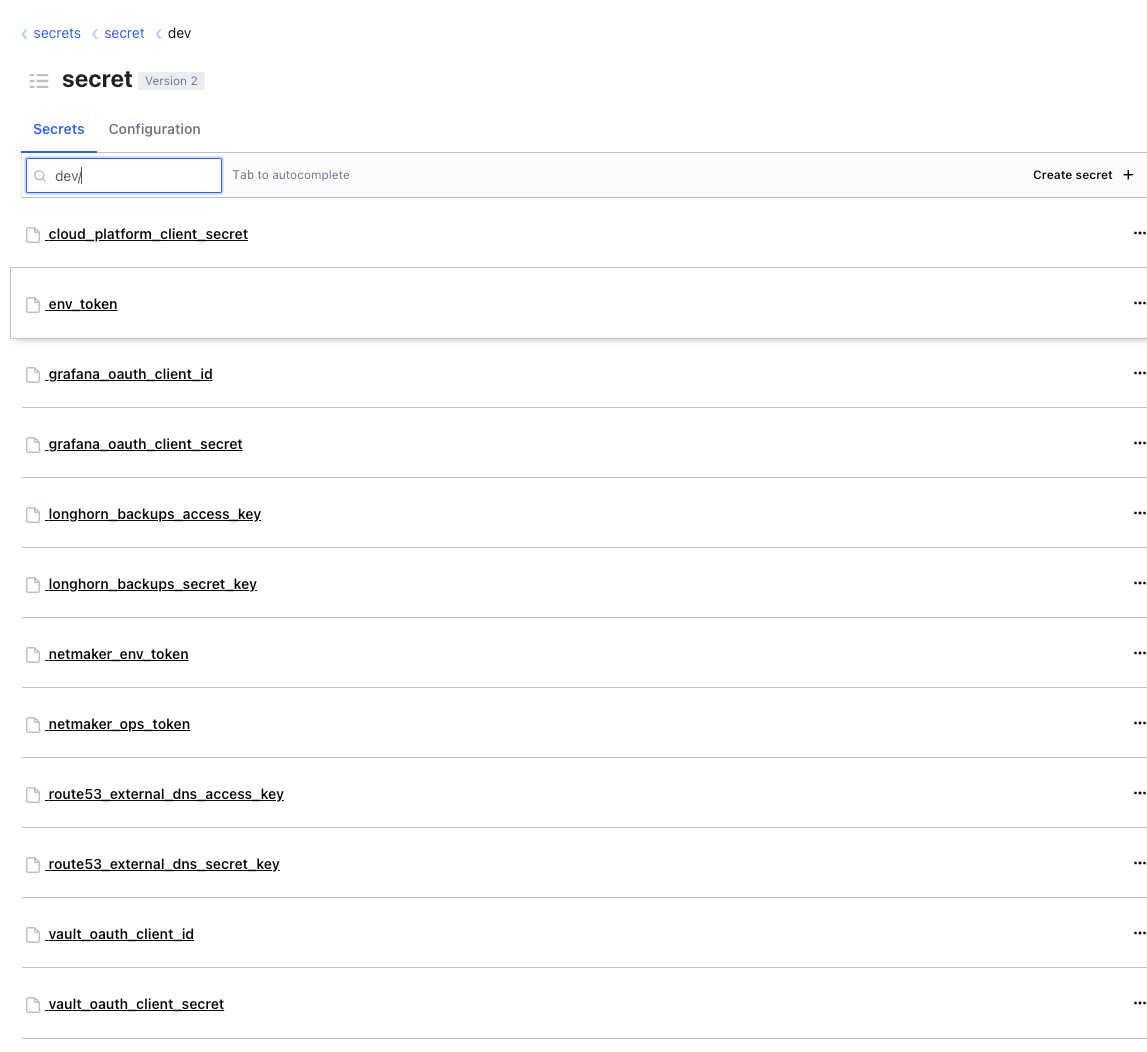 secrets secret dev
secret Version 2
Secrets Configuration
dev/ Tab to autocomplete Create secret +
cloud_platform_client_secret
env_token
grafana_oauth_client_id
grafana_oauth_client_secret
longhorn_backups_access_key
longhorn_backups_secret_key
netmaker_env_token
netmaker_ops_token
route53_external_dns_access_key
route53_external_dns_secret_key
vault_oauth_client_id
vault_oauth_client_secret